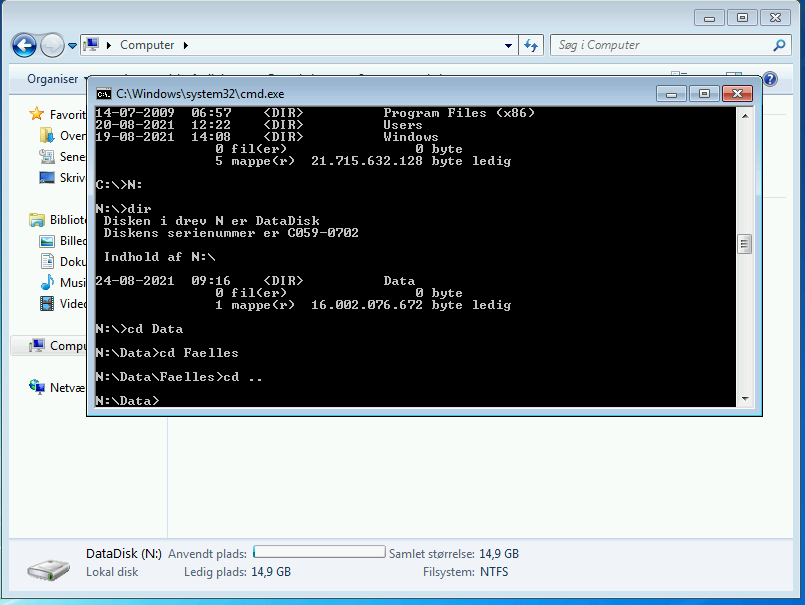 Computer
Søg i Computer
Organiser
C:\Windows\system32\cmd.exe
14-07-2009 06:57 <DIR> Program Files (x86)
20-08-2021 12:22 <DIR> Users
19-08-2021 14:08 <DIR> Windows
0 fil(er) 0 byte
5 mappe(r) 21.715.632.128 byte ledig
C:\>N:
N:\>dir
Disken i drev N er DataDisk
Diskens serienummer er C059-0702
Indhold af N:\
24-08-2021 09:16 <DIR> Data
0 fil(er) 0 byte
1 mappe(r) 16.002.076.672 byte ledig
N:\>cd Data
N:\Data>cd Faelles
N:\Data\Faelles>cd ..
N:\Data>
Favorit
Over
Sene
Skriv
Bibliot
Billed
Doku
Musi
Video
Compu
Netvæ
DataDisk (N:) Anvendt plads: Samlet størrelse: 14,9 GB
Lokal disk Ledig plads: 14,9 GB Filsystem: NTFS